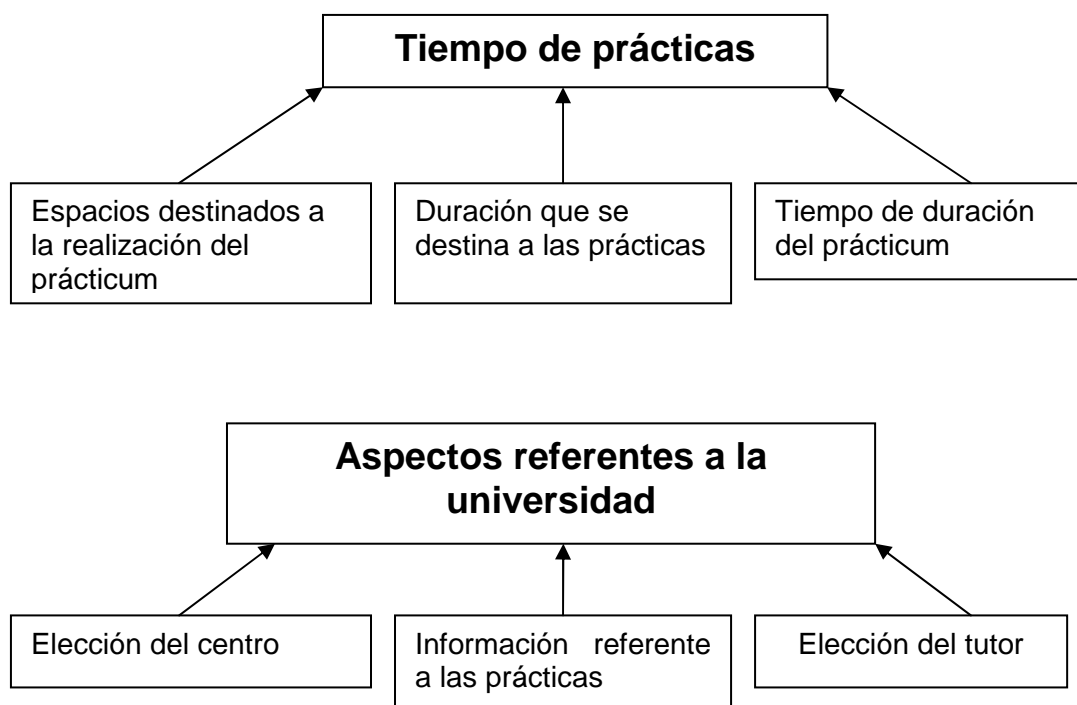 Tiempo de prácticas
Espacios destinados a
la realización del
prácticum
Duración que se
destina a las prácticas
Tiempo de duración
del prácticum
Aspectos referentes a la
universidad
Elección del centro
Información referente
a las prácticas
Elección del tutor